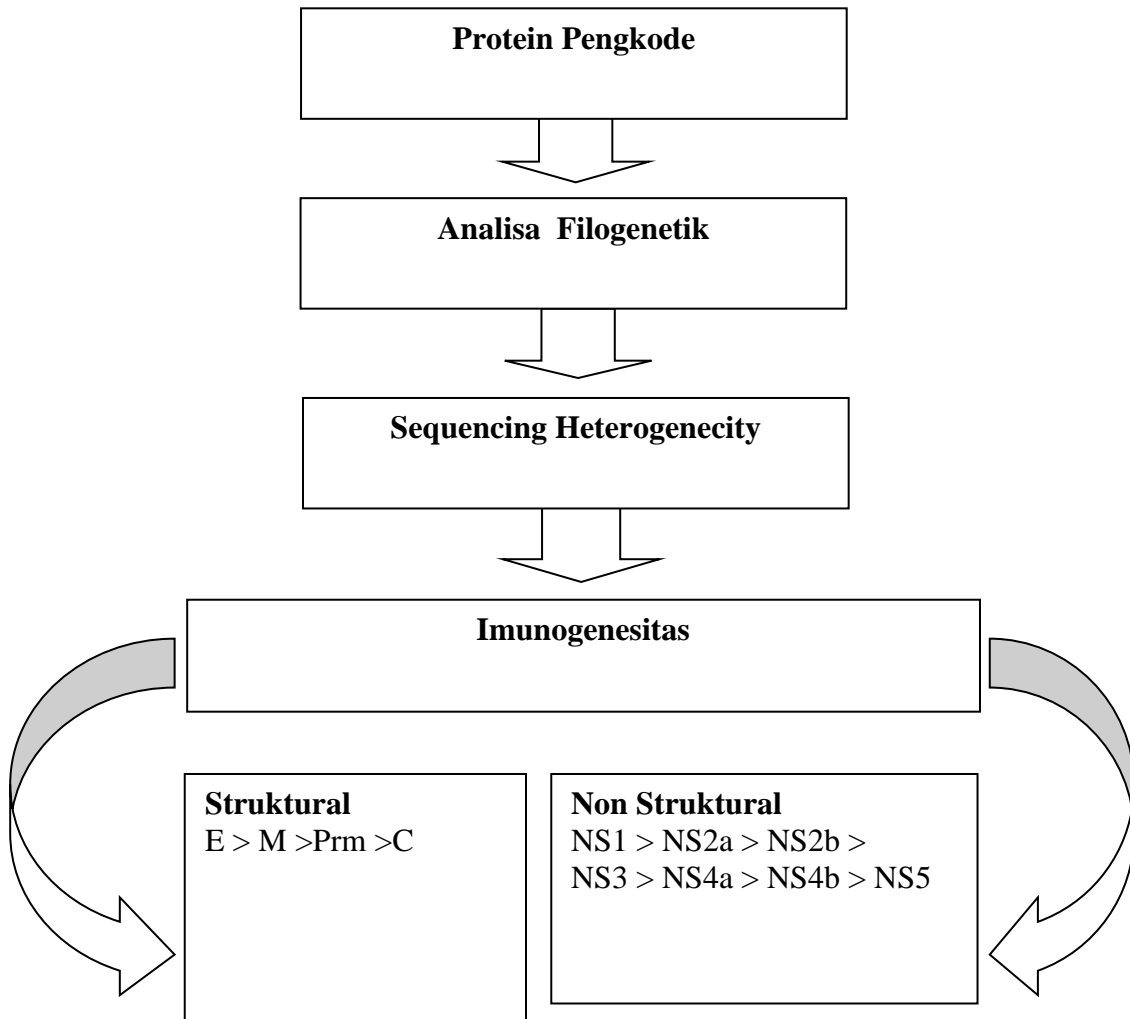 Protein Pengkode
Analisa Filogenetik
Sequencing Heterogenecity
Imunogenesitas
Struktural
E > M >Prm >C
Non Struktural
NS1 > NS2a > NS2b >
NS3 > NS4a > NS4b > NS5